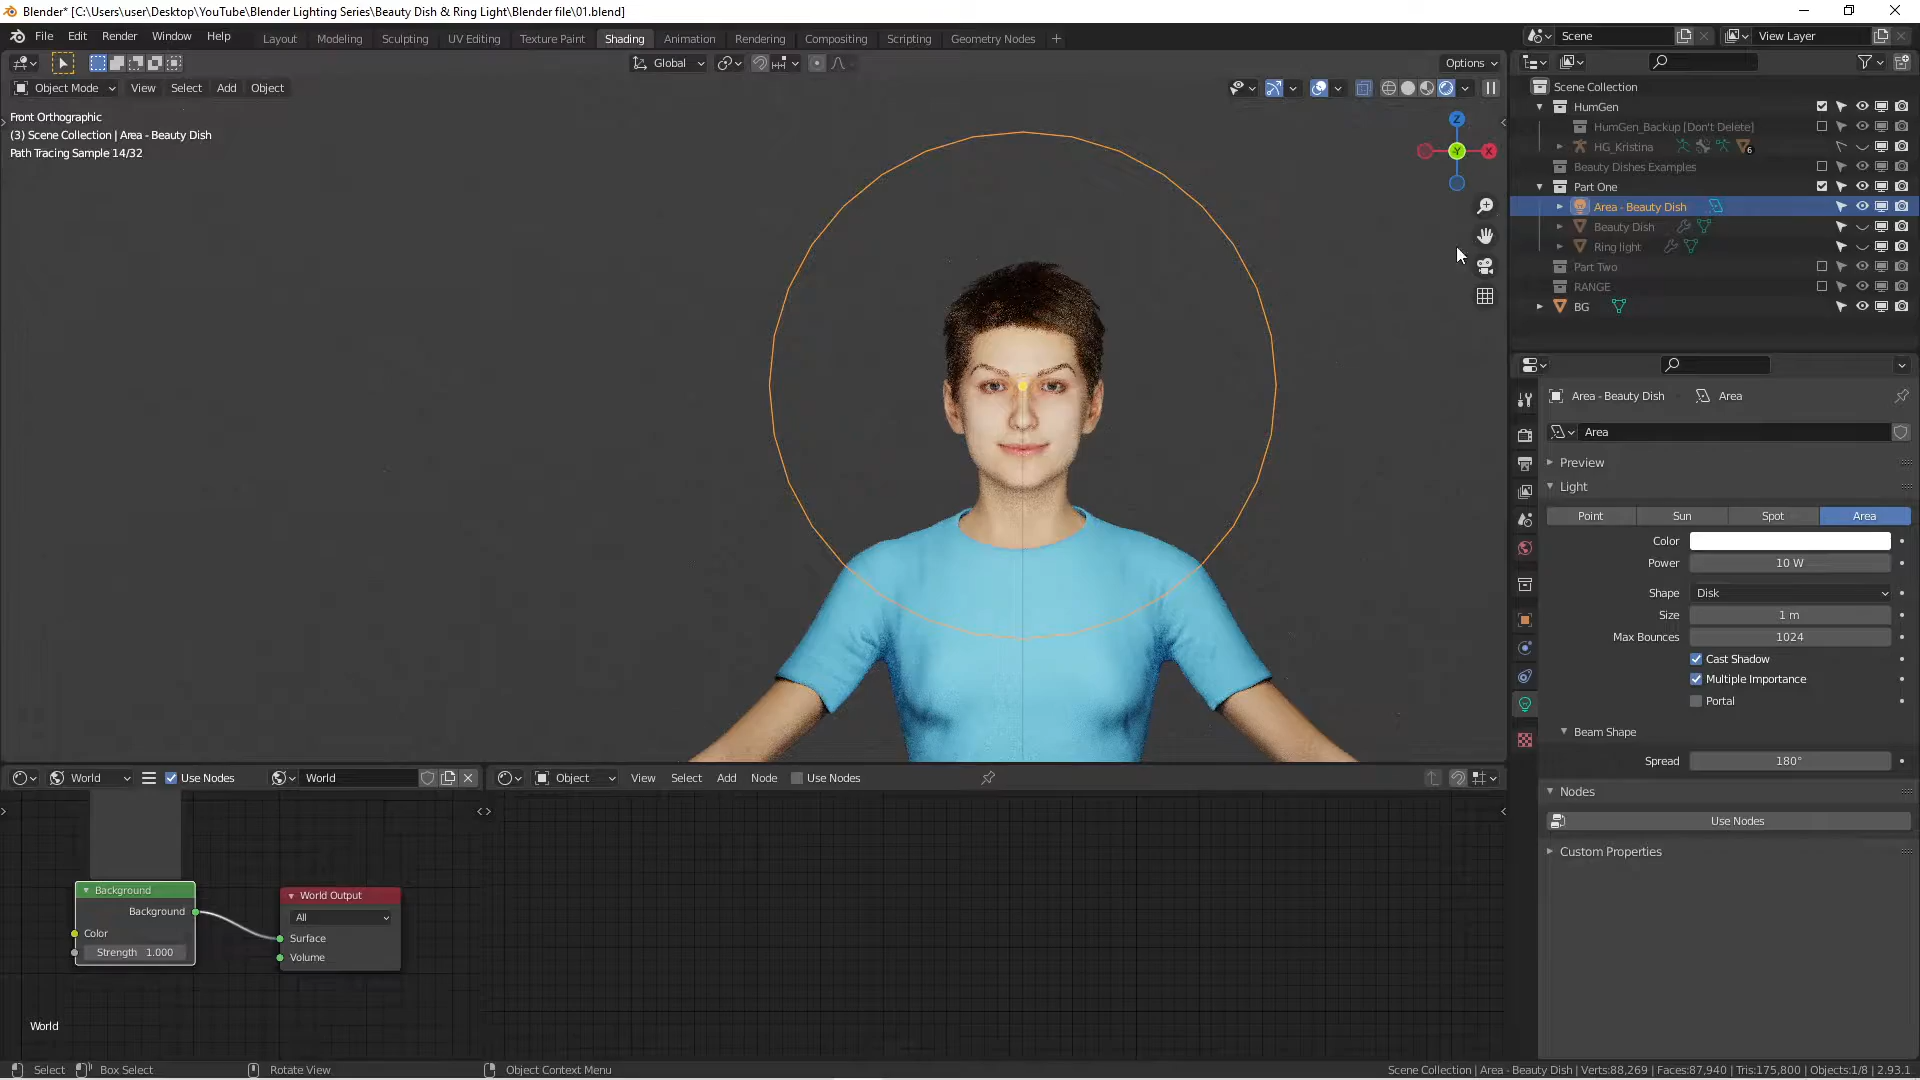 Blender* [C:\Users\user\Desktop\YouTube\Blender Lighting Series\Beauty Dish & Ring Light\Blender file\01.blend]
File Edit Render Window Help Layout Modeling Sculpting UV Editing Texture Paint Shading Animation Rendering Compositing Scripting Geometry Nodes + Scene View Layer
Global Options
Object Mode View Select Add Object
Front Orthographic
(3) Scene Collection | Area - Beauty Dish
Path Tracing Sample 14/32
Z
Y
X
Scene Collection
HumGen
HumGen_Backup [Don't Delete]
HG_Kristina 6
Beauty Dishes Examples
Part One
Area - Beauty Dish
Beauty Dish
Ring light
Part Two
RANGE
BG
Area - Beauty Dish Area
Area
Preview
Light
Point Sun Spot Area
Color
Power 10 W
Shape Disk
Size 1 m
Max Bounces 1024
Cast Shadow
Multiple Importance
Portal
Beam Shape
Spread 180°
Nodes
Use Nodes
Custom Properties
World Use Nodes World
Object View Select Add Node Use Nodes
Background
Background
Color
Strength 1.000
World Output
All
Surface
Volume
World
Select Box Select Rotate View Object Context Menu
Scene Collection | Area - Beauty Dish | Verts:88,269 | Faces:87,940 | Tris:175,800 | Objects:1/8 | 2.93.1